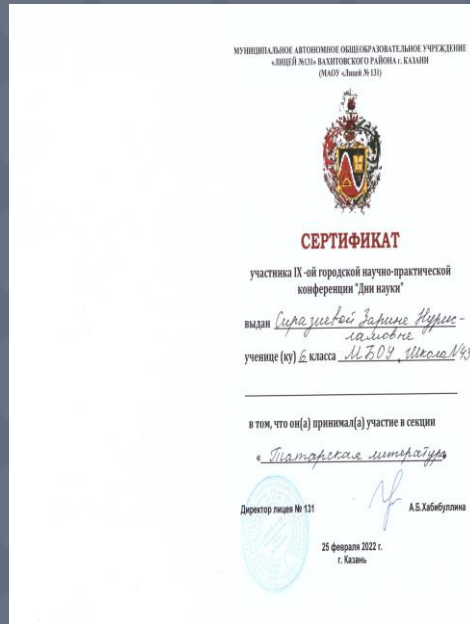 МУНИЦИПАЛЬНОЕ АВТОНОМНОЕ ОБЩЕОБРАЗОВАТЕЛЬНОЕ УЧРЕЖДЕНИЕ
«ЛИЦЕЙ №131» ВАХИТОВСКОГО РАЙОНА г. КАЗАНИ
(МАОУ «Лицей № 131)
СЕРТИФИКАТ
участника IX -ой городской научно-практической
конференции "Дни науки"
выдан Сиразиевой Зарине Нурис-
ламовне
ученице (ку) 6 класса МБОУ „Школа №
в том, что он(а) принимал(а) участие в секции
« Татарская литература»
Директор лицея № 131 А.Б.Хабибуллина
25 февраля 2022 г.
г. Казань